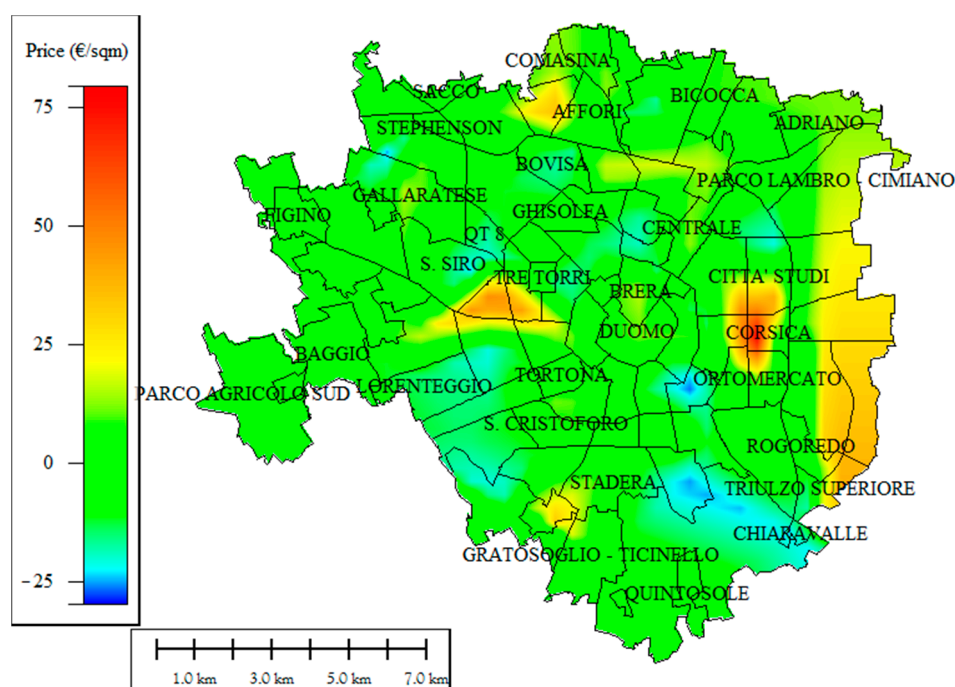 Price (€/sqm)
75
50
25
0
−25
COMASINA
SACCO
AFFORI
BICOCCA
STEPHENSON
ADRIANO
BOVISA
PARCO LAMBRO - CIMIANO
GALLARATESE
FIGINO
GHISOLFA
CENTRALE
QT 8
S. SIRO
TRE TORRI
CITTA' STUDI
BRERA
DUOMO
CORSICA
BAGGIO
PARCO AGRICOLO SUD
LORENTEGGIO
TORTONA
ORTOMERCATO
S. CRISTOFORO
ROGOREDO
STADERA
TRIULZO SUPERIORE
CHIARAVALLE
GRATOSOGLIO - TICINELLO
QUINTOSOLE
1.0 km 3.0 km 5.0 km 7.0 km